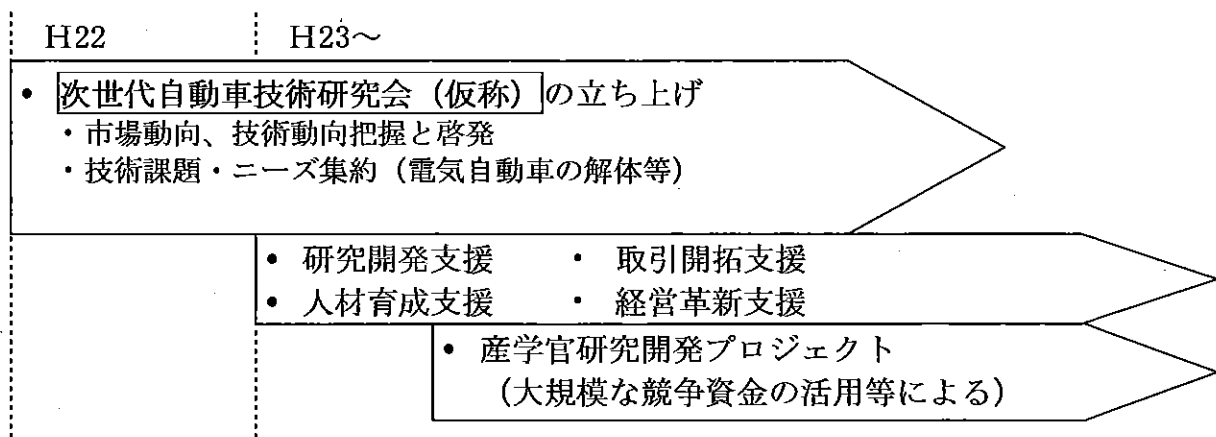 H22 H23～
• 次世代自動車技術研究会（仮称）の立ち上げ
・市場動向、技術動向把握と啓発
・技術課題・ニーズ集約（電気自動車の解体等）
• 研究開発支援 ・ 取引開拓支援
• 人材育成支援 ・ 経営革新支援
• 産学官研究開発プロジェクト
（大規模な競争資金の活用等による）